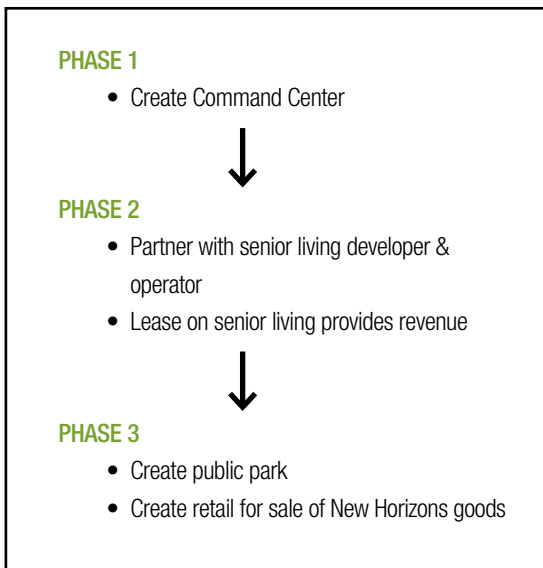 PHASE 1
• Create Command Center
PHASE 2
• Partner with senior living developer &
operator
• Lease on senior living provides revenue
PHASE 3
• Create public park
• Create retail for sale of New Horizons goods